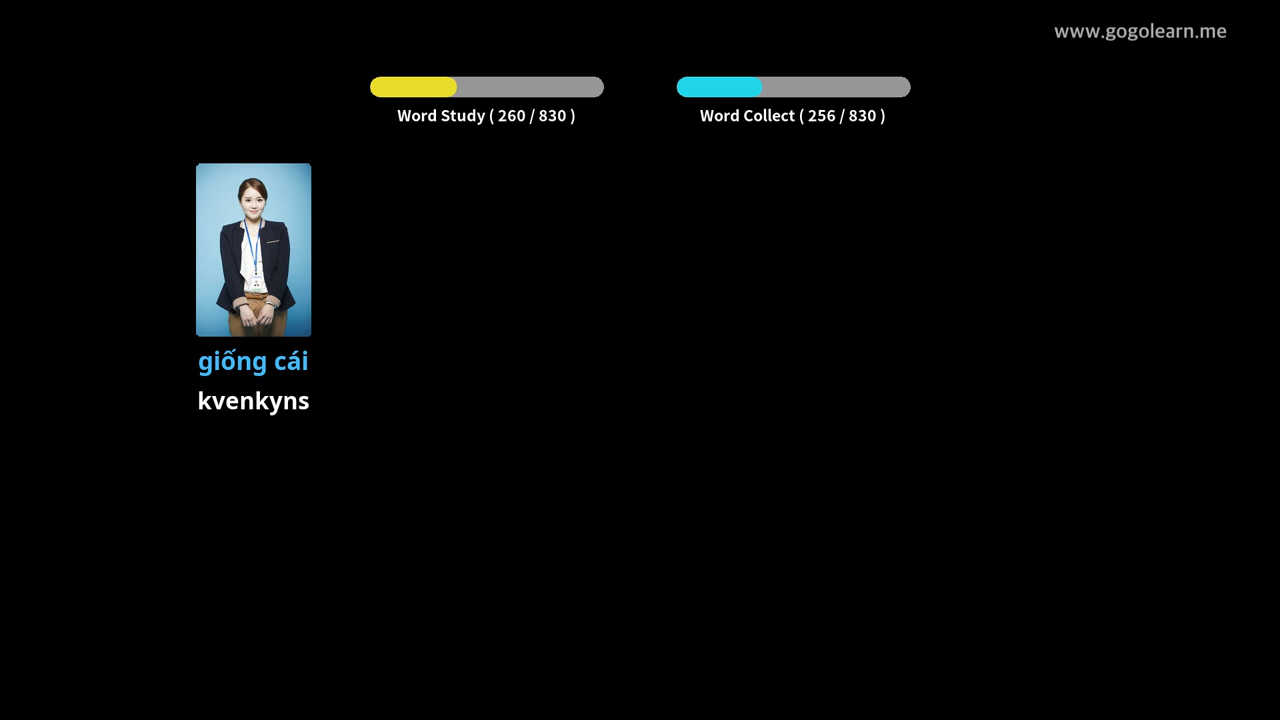 www.gogolearn.me
Word Study ( 260 / 830 )
Word Collect ( 256 / 830 )
giống cái
kvenkyns